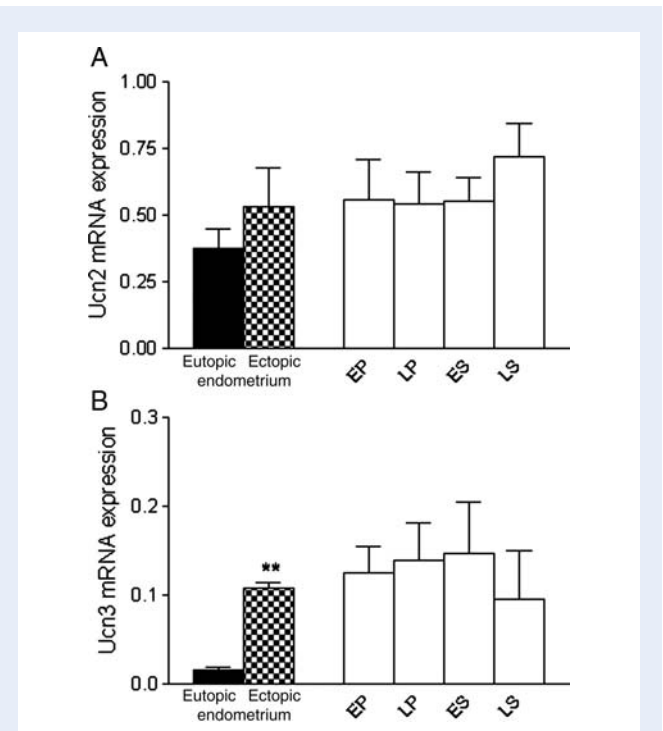 A
Ucn2 mRNA expression
1.00
0.75
0.50
0.25
0.00
Eutopic Ectopic
endometrium
EP LP ES LS
B
Ucn3 mRNA expression
0.3
0.2
0.1
0.0
**
Eutopic Ectopic
endometrium
EP LP ES LS